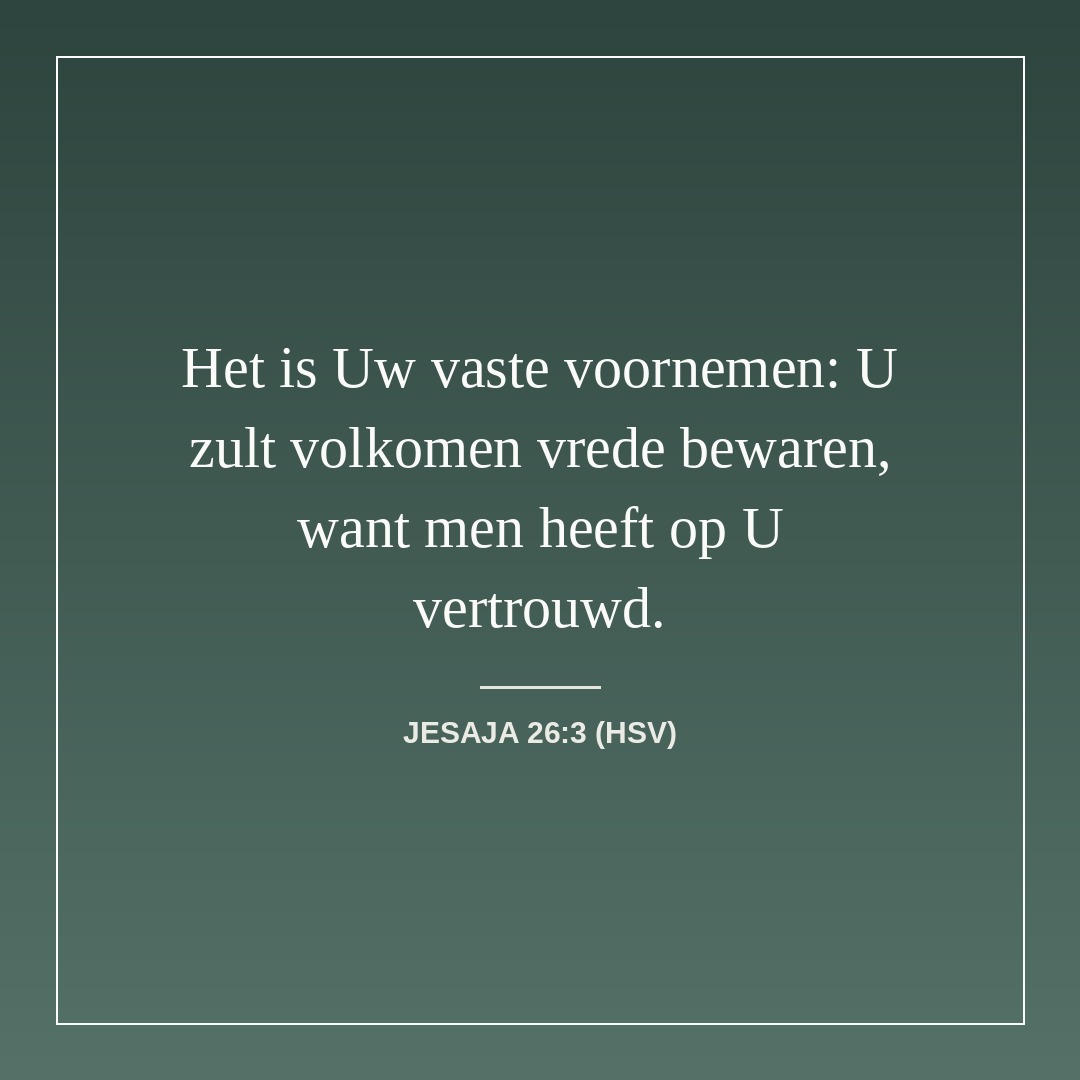 Het is Uw vaste voornemen: U
zult volkomen vrede bewaren,
want men heeft op U
vertrouwd.
JESAJA 26:3 (HSV)